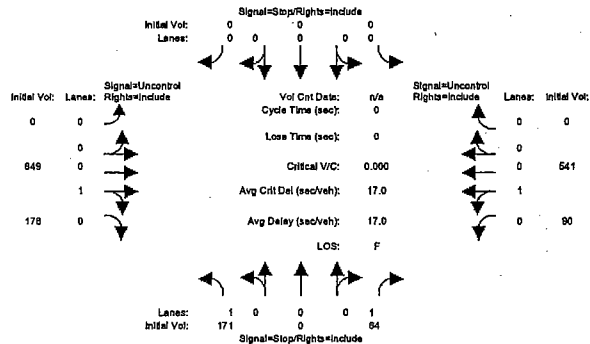 Signal=Stop/Rights=Include
Initial Vol: 0 0 0
Lanes: 0 0 0 0 0
Signal=Uncontrol
Initial Vol: Lanes: Rights=Include
Vol Cnt Date: n/a
Signal=Uncontrol
Rights=Include Lanes: Initial Vol:
0 0 Cycle Time (sec): 0 0 0
0 Loss Time (sec): 0 0
649 0 Critical V/C: 0.000 0 541
1 Avg Crit Del (sec/veh): 17.0 1
178 0 Avg Delay (sec/veh): 17.0 0 90
LOS: F
Lanes: 1 0 0 0 1
Initial Vol: 171 0 64
Signal=Stop/Rights=Include